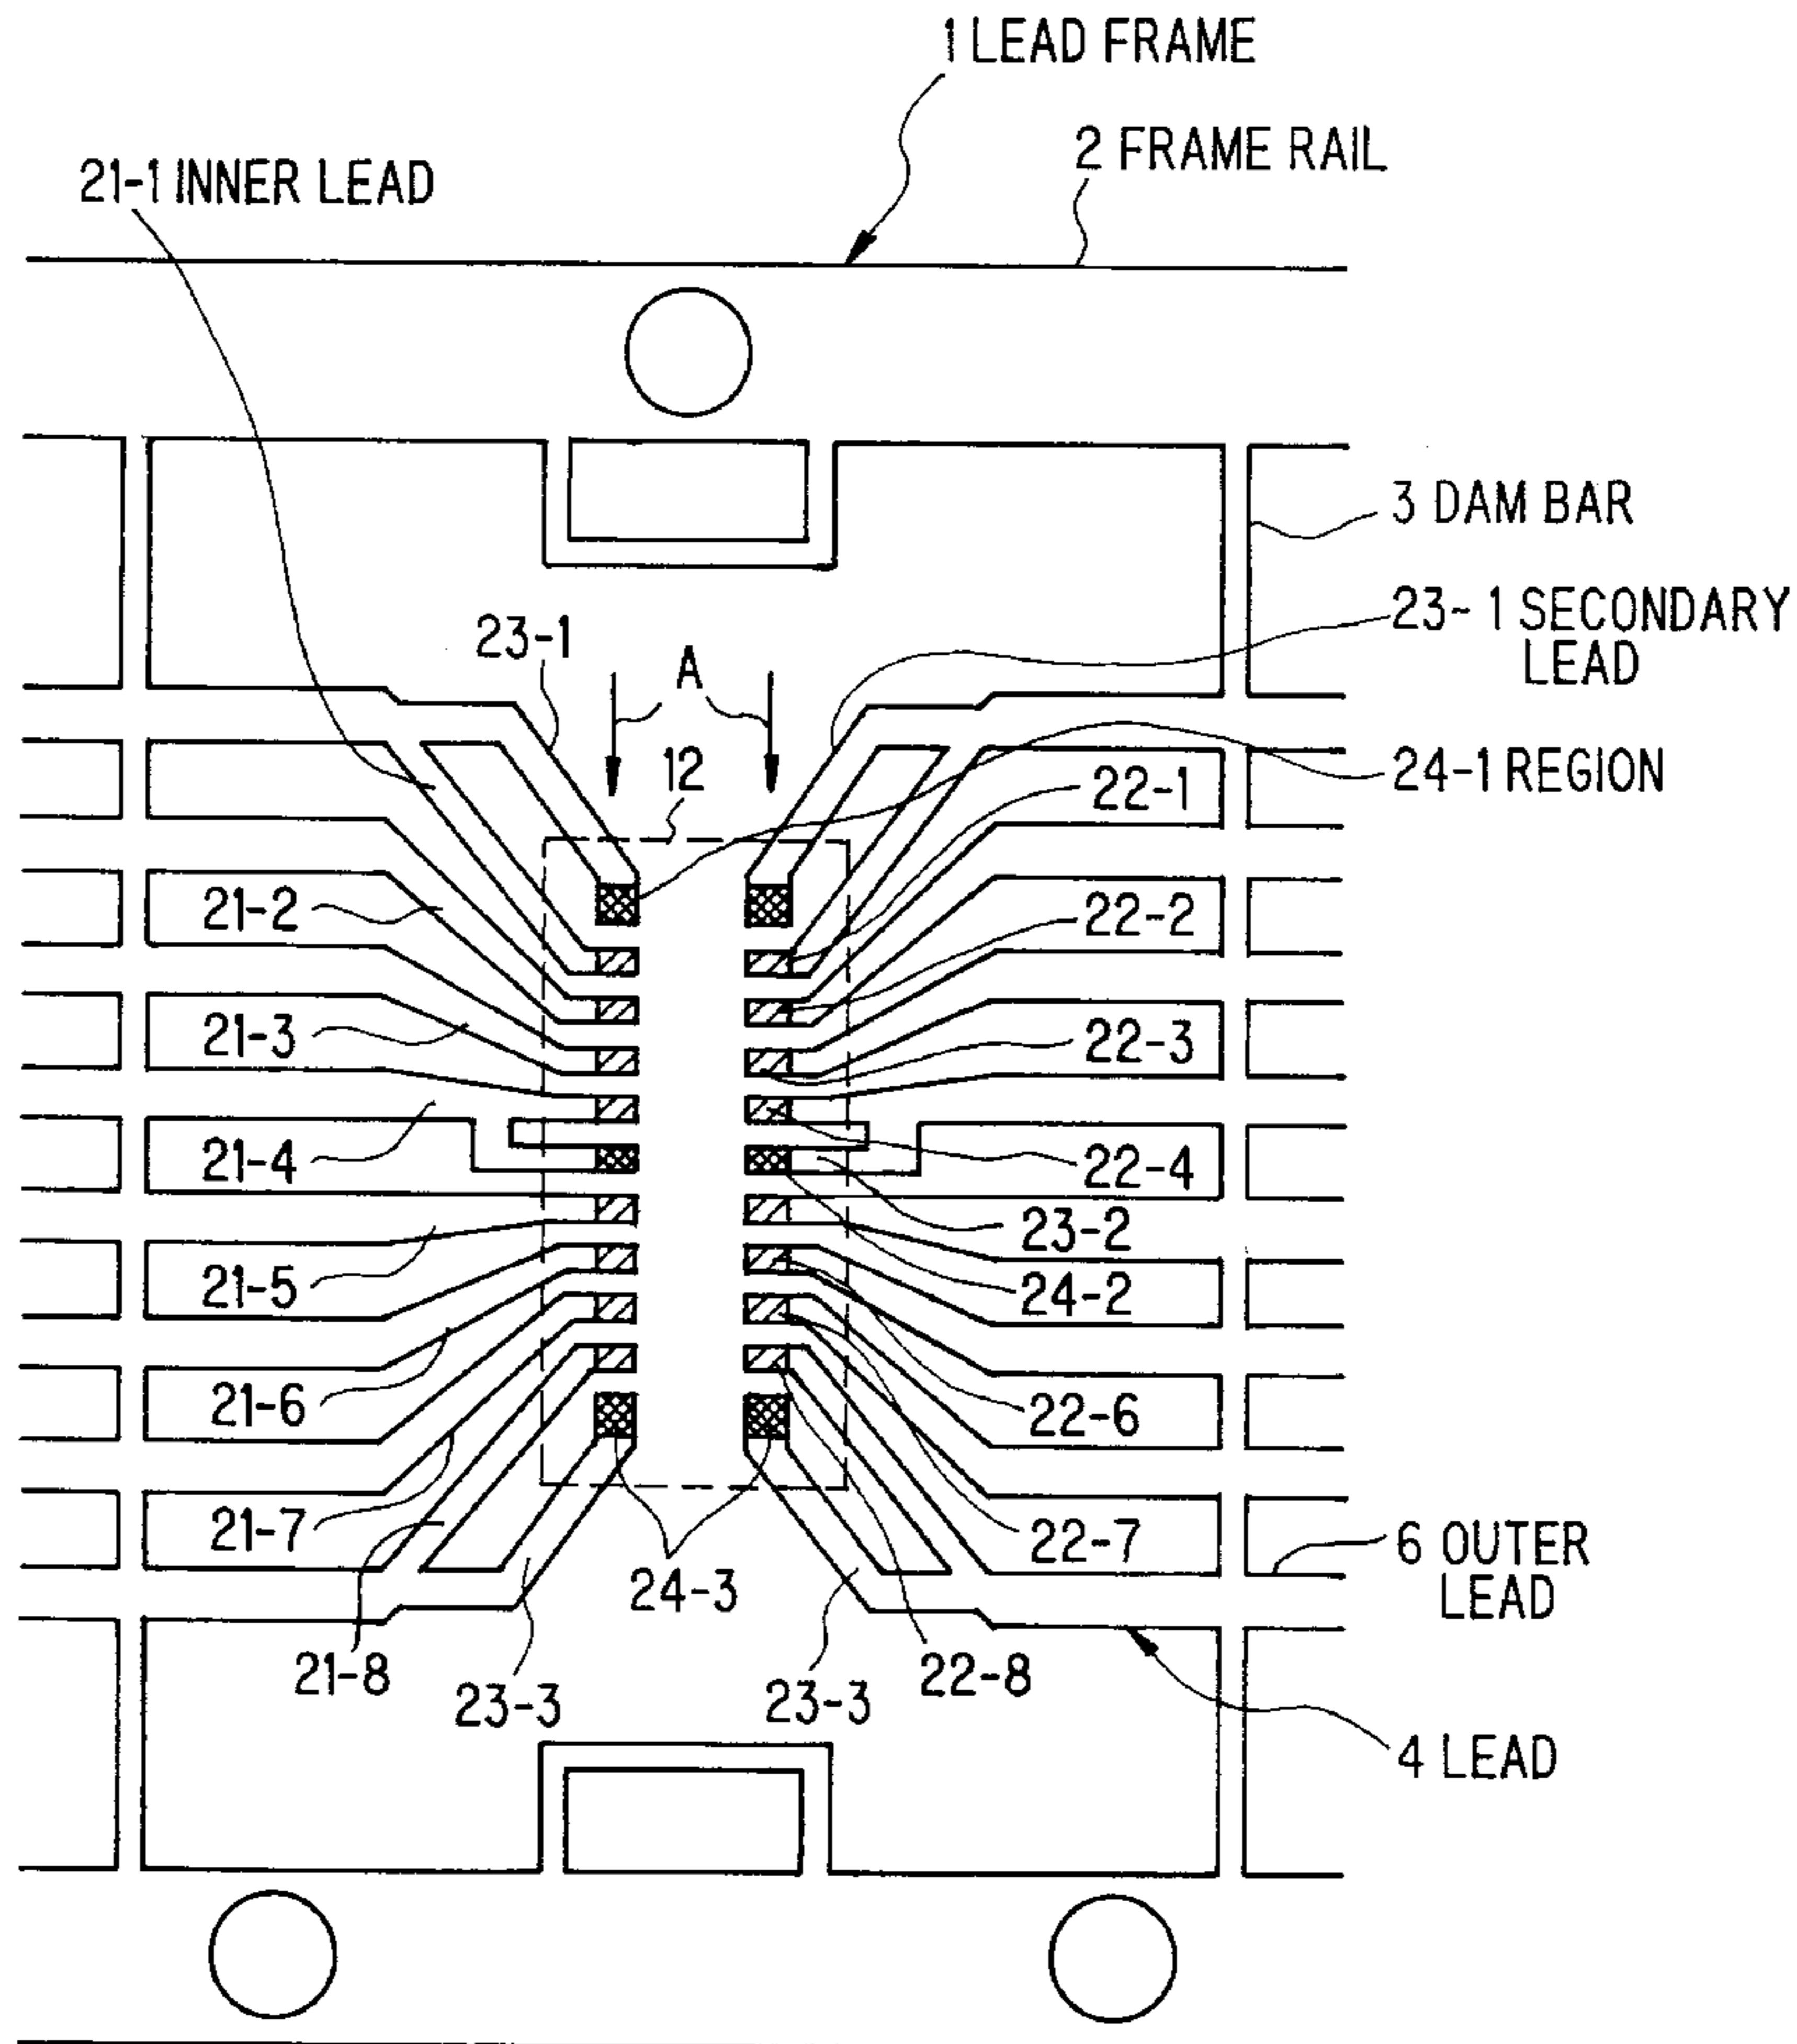 1 LEAD FRAME
2 FRAME RAIL
21-1 INNER LEAD
3 DAM BAR
23-1 SECONDARY
LEAD
23-1
A
12
24-1 REGION
22-1
21-2
22-2
21-3
22-3
21-4
22-4
23-2
21-5
24-2
21-6
22-6
21-7
22-7
6 OUTER
LEAD
24-3
21-8
23-3
23-3
22-8
4 LEAD